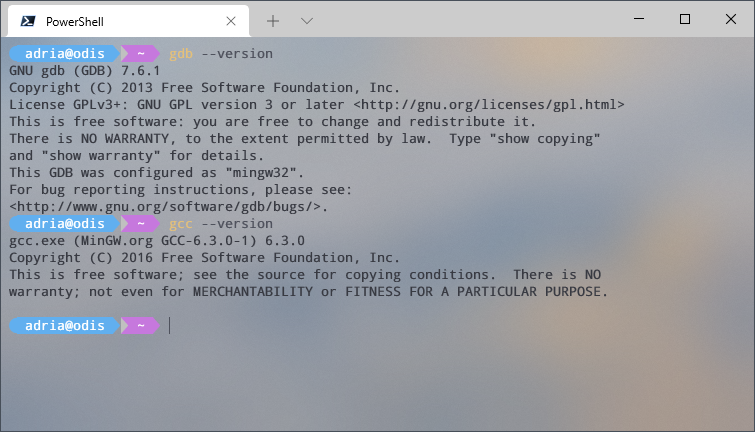 PowerShell
adria@odis ~ gdb --version
GNU gdb (GDB) 7.6.1
Copyright (C) 2013 Free Software Foundation, Inc.
License GPLv3+: GNU GPL version 3 or later <http://gnu.org/licenses/gpl.html>
This is free software: you are free to change and redistribute it.
There is NO WARRANTY, to the extent permitted by law.  Type "show copying"
and "show warranty" for details.
This GDB was configured as "mingw32".
For bug reporting instructions, please see:
<http://www.gnu.org/software/gdb/bugs/>.
adria@odis ~ gcc --version
gcc.exe (MinGW.org GCC-6.3.0-1) 6.3.0
Copyright (C) 2016 Free Software Foundation, Inc.
This is free software; see the source for copying conditions.  There is NO
warranty; not even for MERCHANTABILITY or FITNESS FOR A PARTICULAR PURPOSE.
adria@odis ~